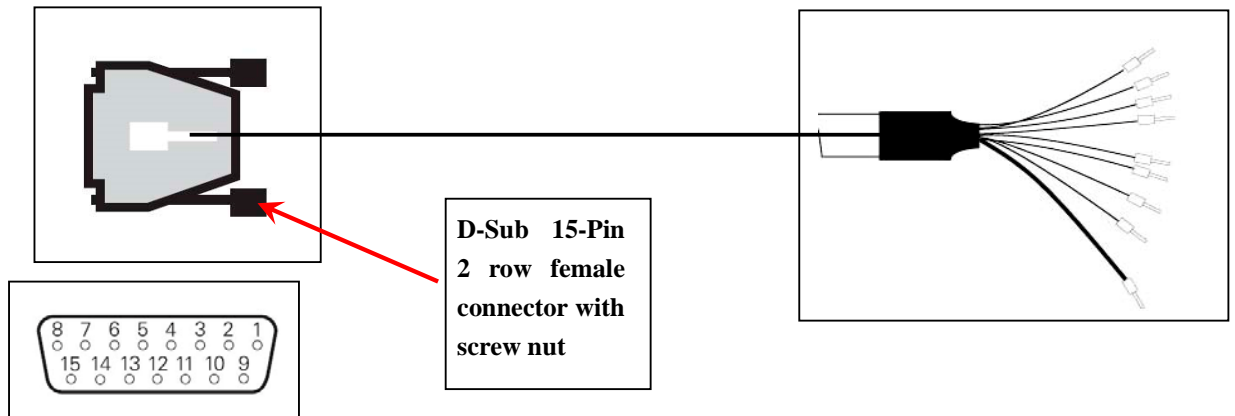 D-Sub 15-Pin
2 row female
connector with
screw nut
8 7 6 5 4 3 2 1
15 14 13 12 11 10 9